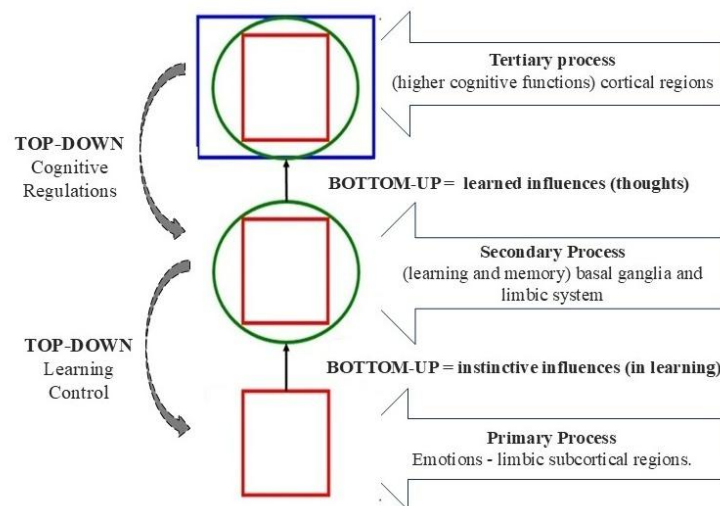 Tertiary process
(higher cognitive functions) cortical regions
TOP-DOWN
Cognitive
Regulations
BOTTOM-UP = learned influences (thoughts)
Secondary Process
(learning and memory) basal ganglia and
limbic system
TOP-DOWN
Learning
Control
BOTTOM-UP = instinctive influences (in learning)
Primary Process
Emotions - limbic subcortical regions.